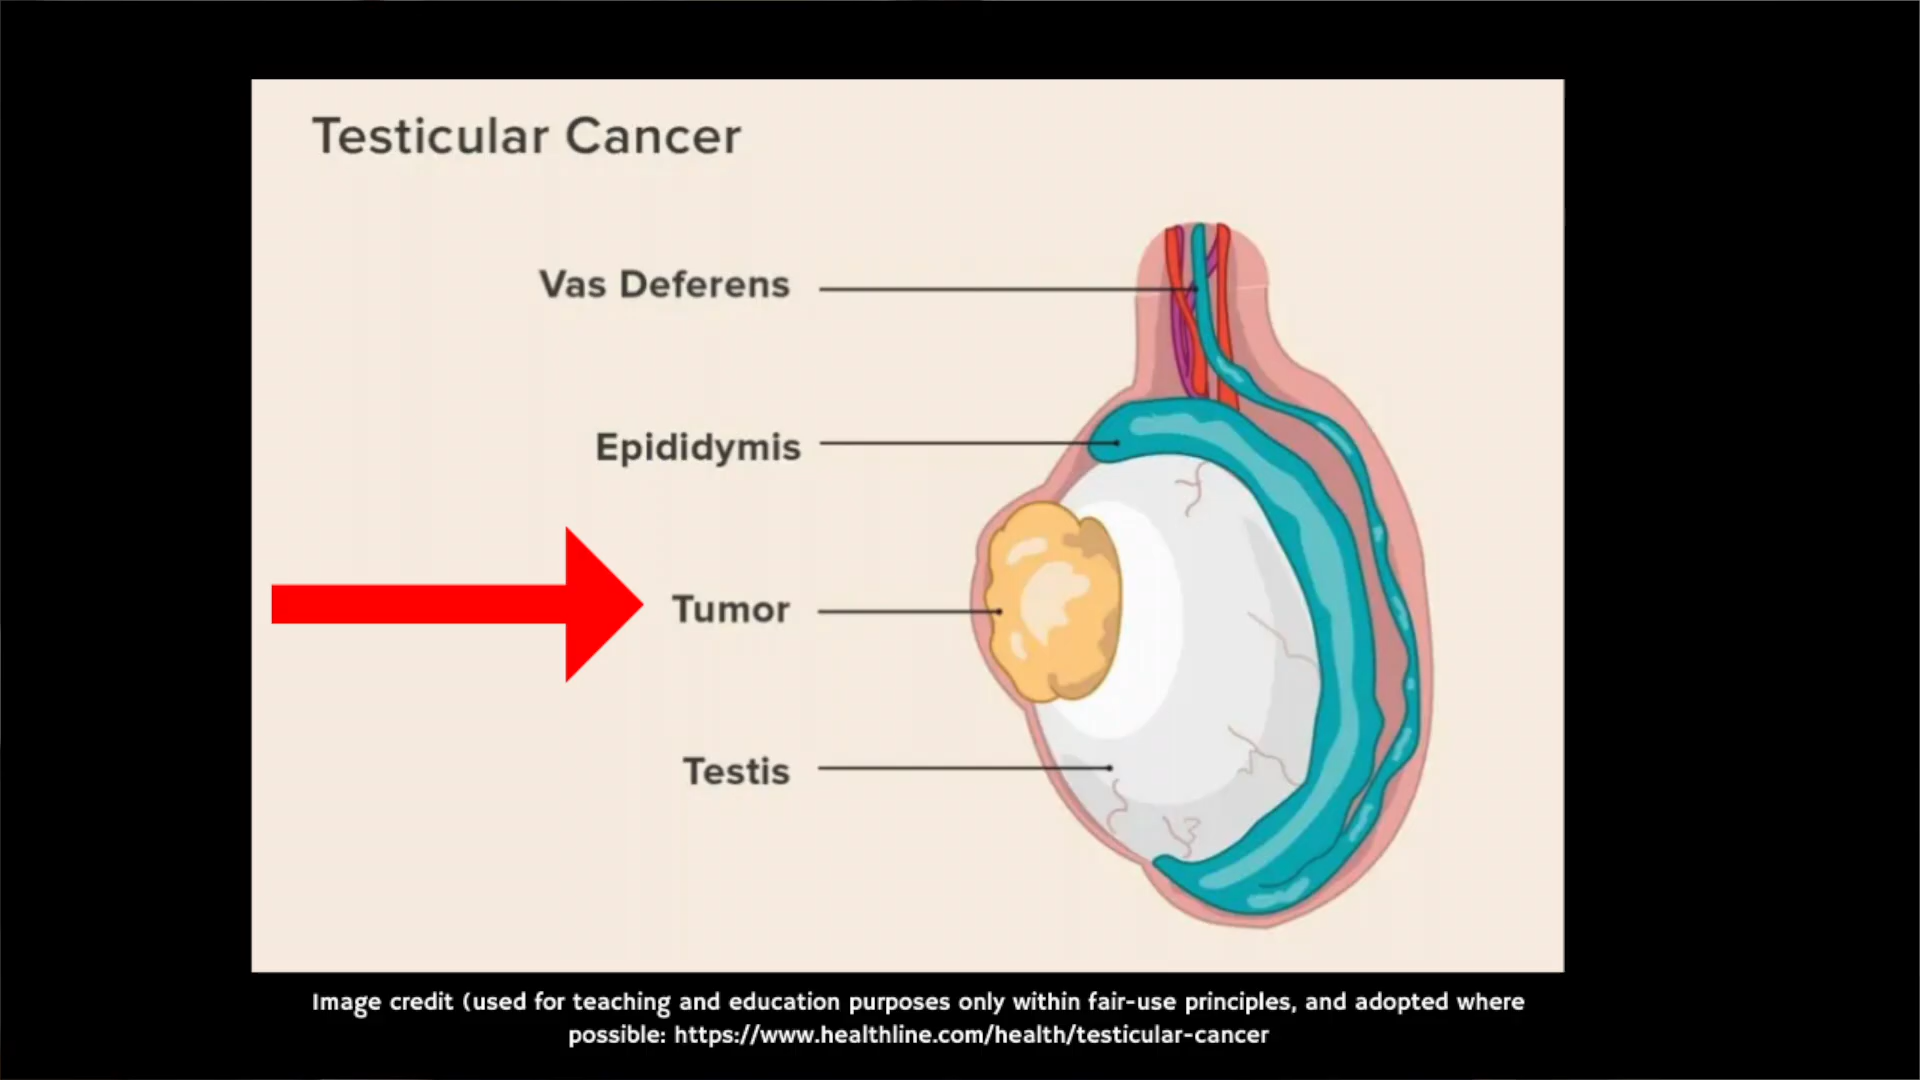 Testicular Cancer
Vas Deferens
Epididymis
Tumor
Testis
Image credit (used for teaching and education purposes only within fair-use principles, and adopted where
possible: https://www.healthline.com/health/testicular-cancer